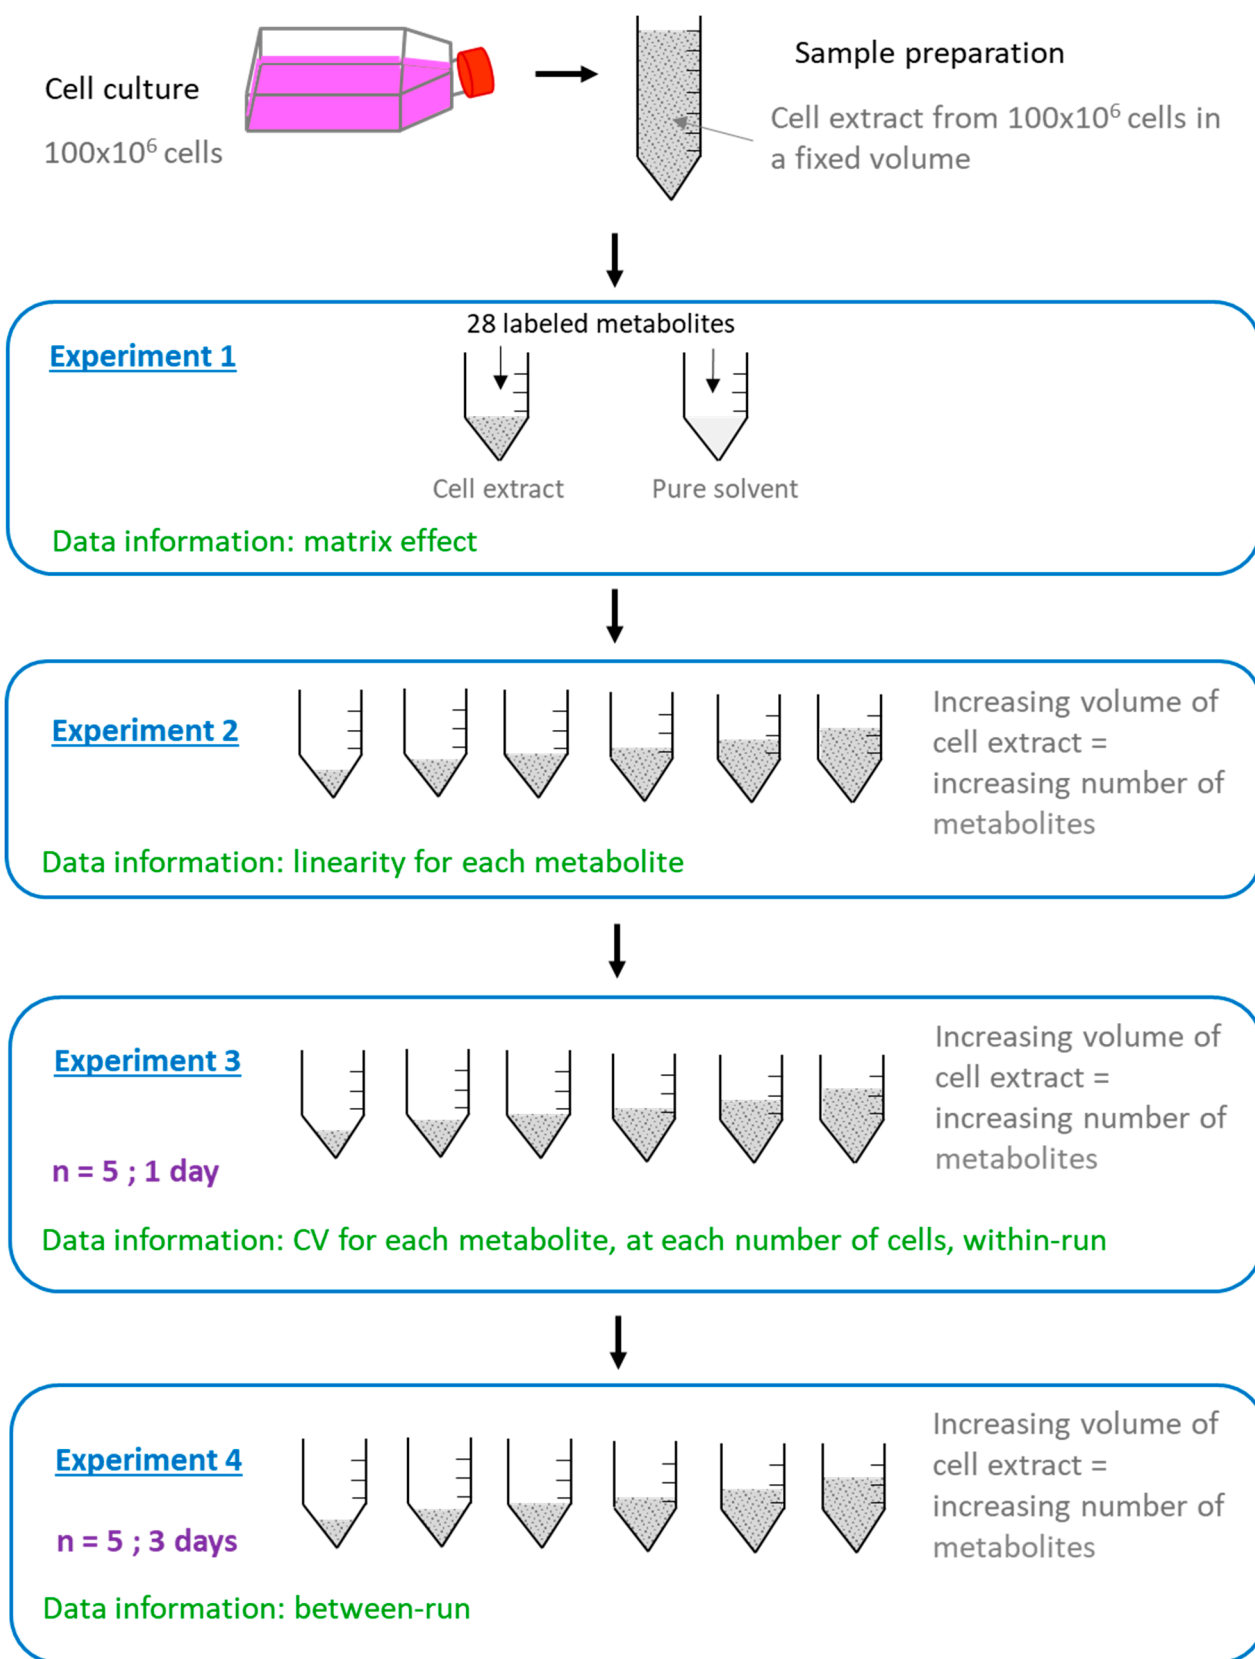 Cell culture
100x10⁶ cells
Sample preparation
Cell extract from 100x10⁶ cells in
a fixed volume
Experiment 1
28 labeled metabolites
Cell extract
Pure solvent
Data information: matrix effect
Experiment 2
Increasing volume of
cell extract =
increasing number of
metabolites
Data information: linearity for each metabolite
Experiment 3
Increasing volume of
cell extract =
increasing number of
metabolites
n = 5 ; 1 day
Data information: CV for each metabolite, at each number of cells, within-run
Experiment 4
Increasing volume of
cell extract =
increasing number of
metabolites
n = 5 ; 3 days
Data information: between-run